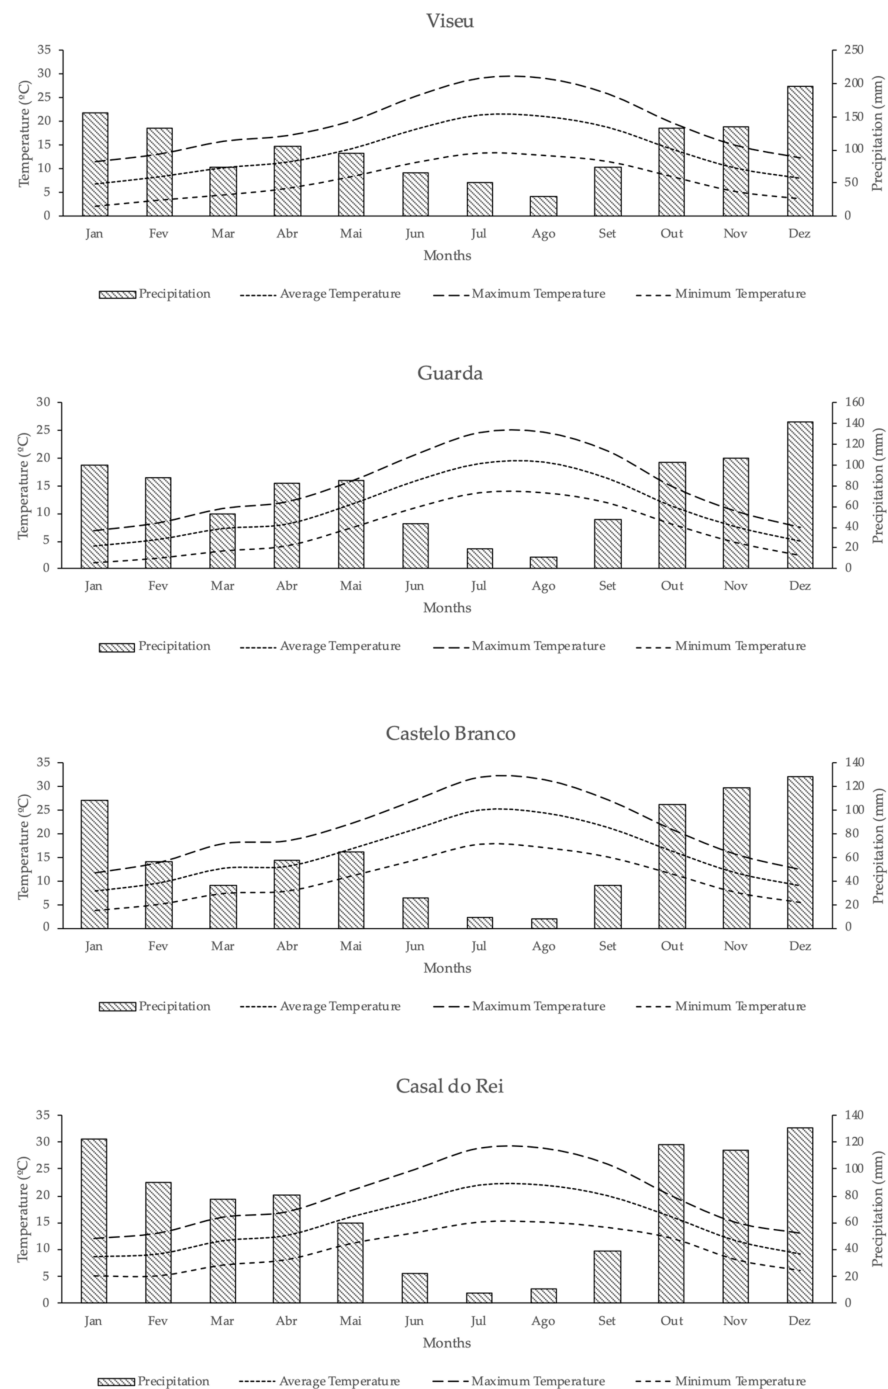 Viseu
35 30 25 20 15 10 5 0
Temperature (ºC)
250 200 150 100 50 0
Precipitation (mm)
Jan Fev Mar Abr Mai Jun Jul Ago Set Out Nov Dez
Months
Precipitation Average Temperature Maximum Temperature Minimum Temperature
Guarda
30 25 20 15 10 5 0
Temperature (ºC)
160 140 120 100 80 60 40 20 0
Precipitation (mm)
Jan Fev Mar Abr Mai Jun Jul Ago Set Out Nov Dez
Months
Precipitation Average Temperature Maximum Temperature Minimum Temperature
Castelo Branco
35 30 25 20 15 10 5 0
Temperature (ºC)
140 120 100 80 60 40 20 0
Precipitation (mm)
Jan Fev Mar Abr Mai Jun Jul Ago Set Out Nov Dez
Months
Precipitation Average Temperature Maximum Temperature Minimum Temperature
Casal do Rei
35 30 25 20 15 10 5 0
Temperature (ºC)
140 120 100 80 60 40 20 0
Precipitation (mm)
Jan Fev Mar Abr Mai Jun Jul Ago Set Out Nov Dez
Months
Precipitation Average Temperature Maximum Temperature Minimum Temperature